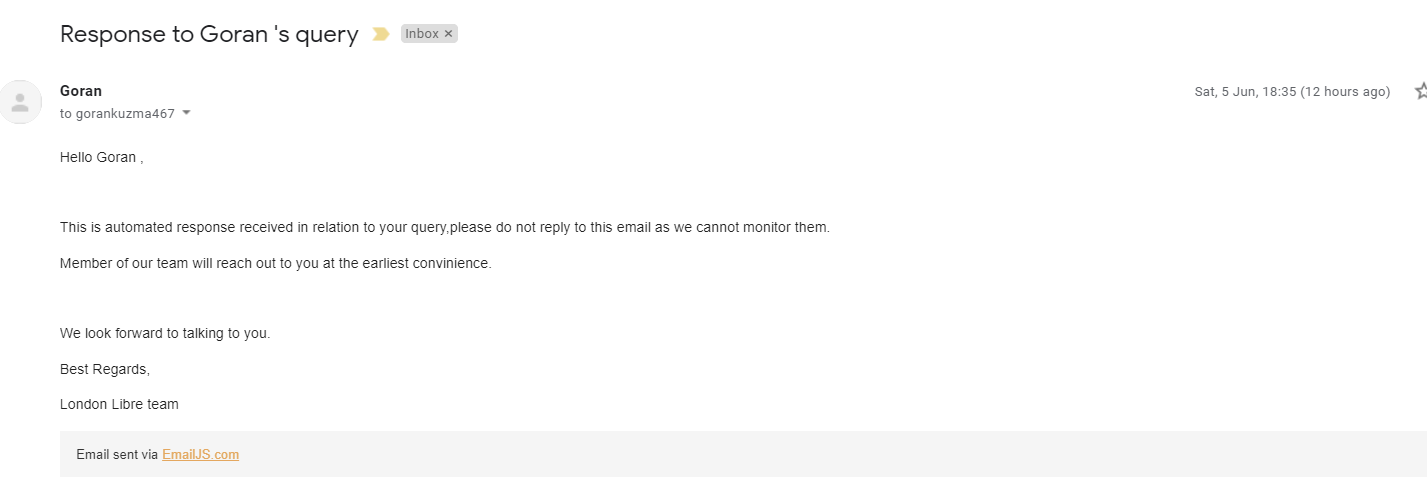 Response to Goran 's query
Inbox ×
Goran
Sat, 5 Jun, 18:35 (12 hours ago)
to gorankuzma467
Hello Goran ,
This is automated response received in relation to your query,please do not reply to this email as we cannot monitor them.
Member of our team will reach out to you at the earliest convinience.
We look forward to talking to you.
Best Regards,
London Libre team
Email sent via EmailJS.com